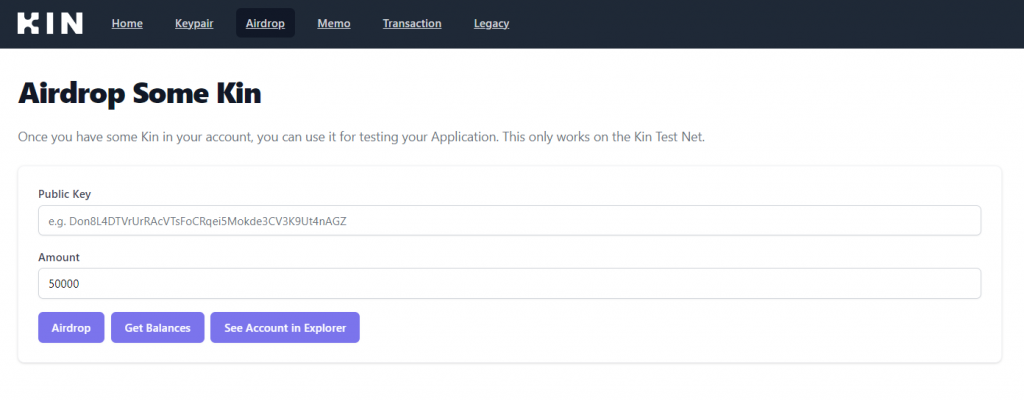 KIN Home Keypair Airdrop Memo Transaction Legacy
Airdrop Some Kin
Once you have some Kin in your account, you can use it for testing your Application. This only works on the Kin Test Net.
Public Key
e.g. Don8L4DTVrUrRAcVTsFoCRqei5Mokde3CV3K9Ut4nAGZ
Amount
50000
Airdrop Get Balances See Account in Explorer